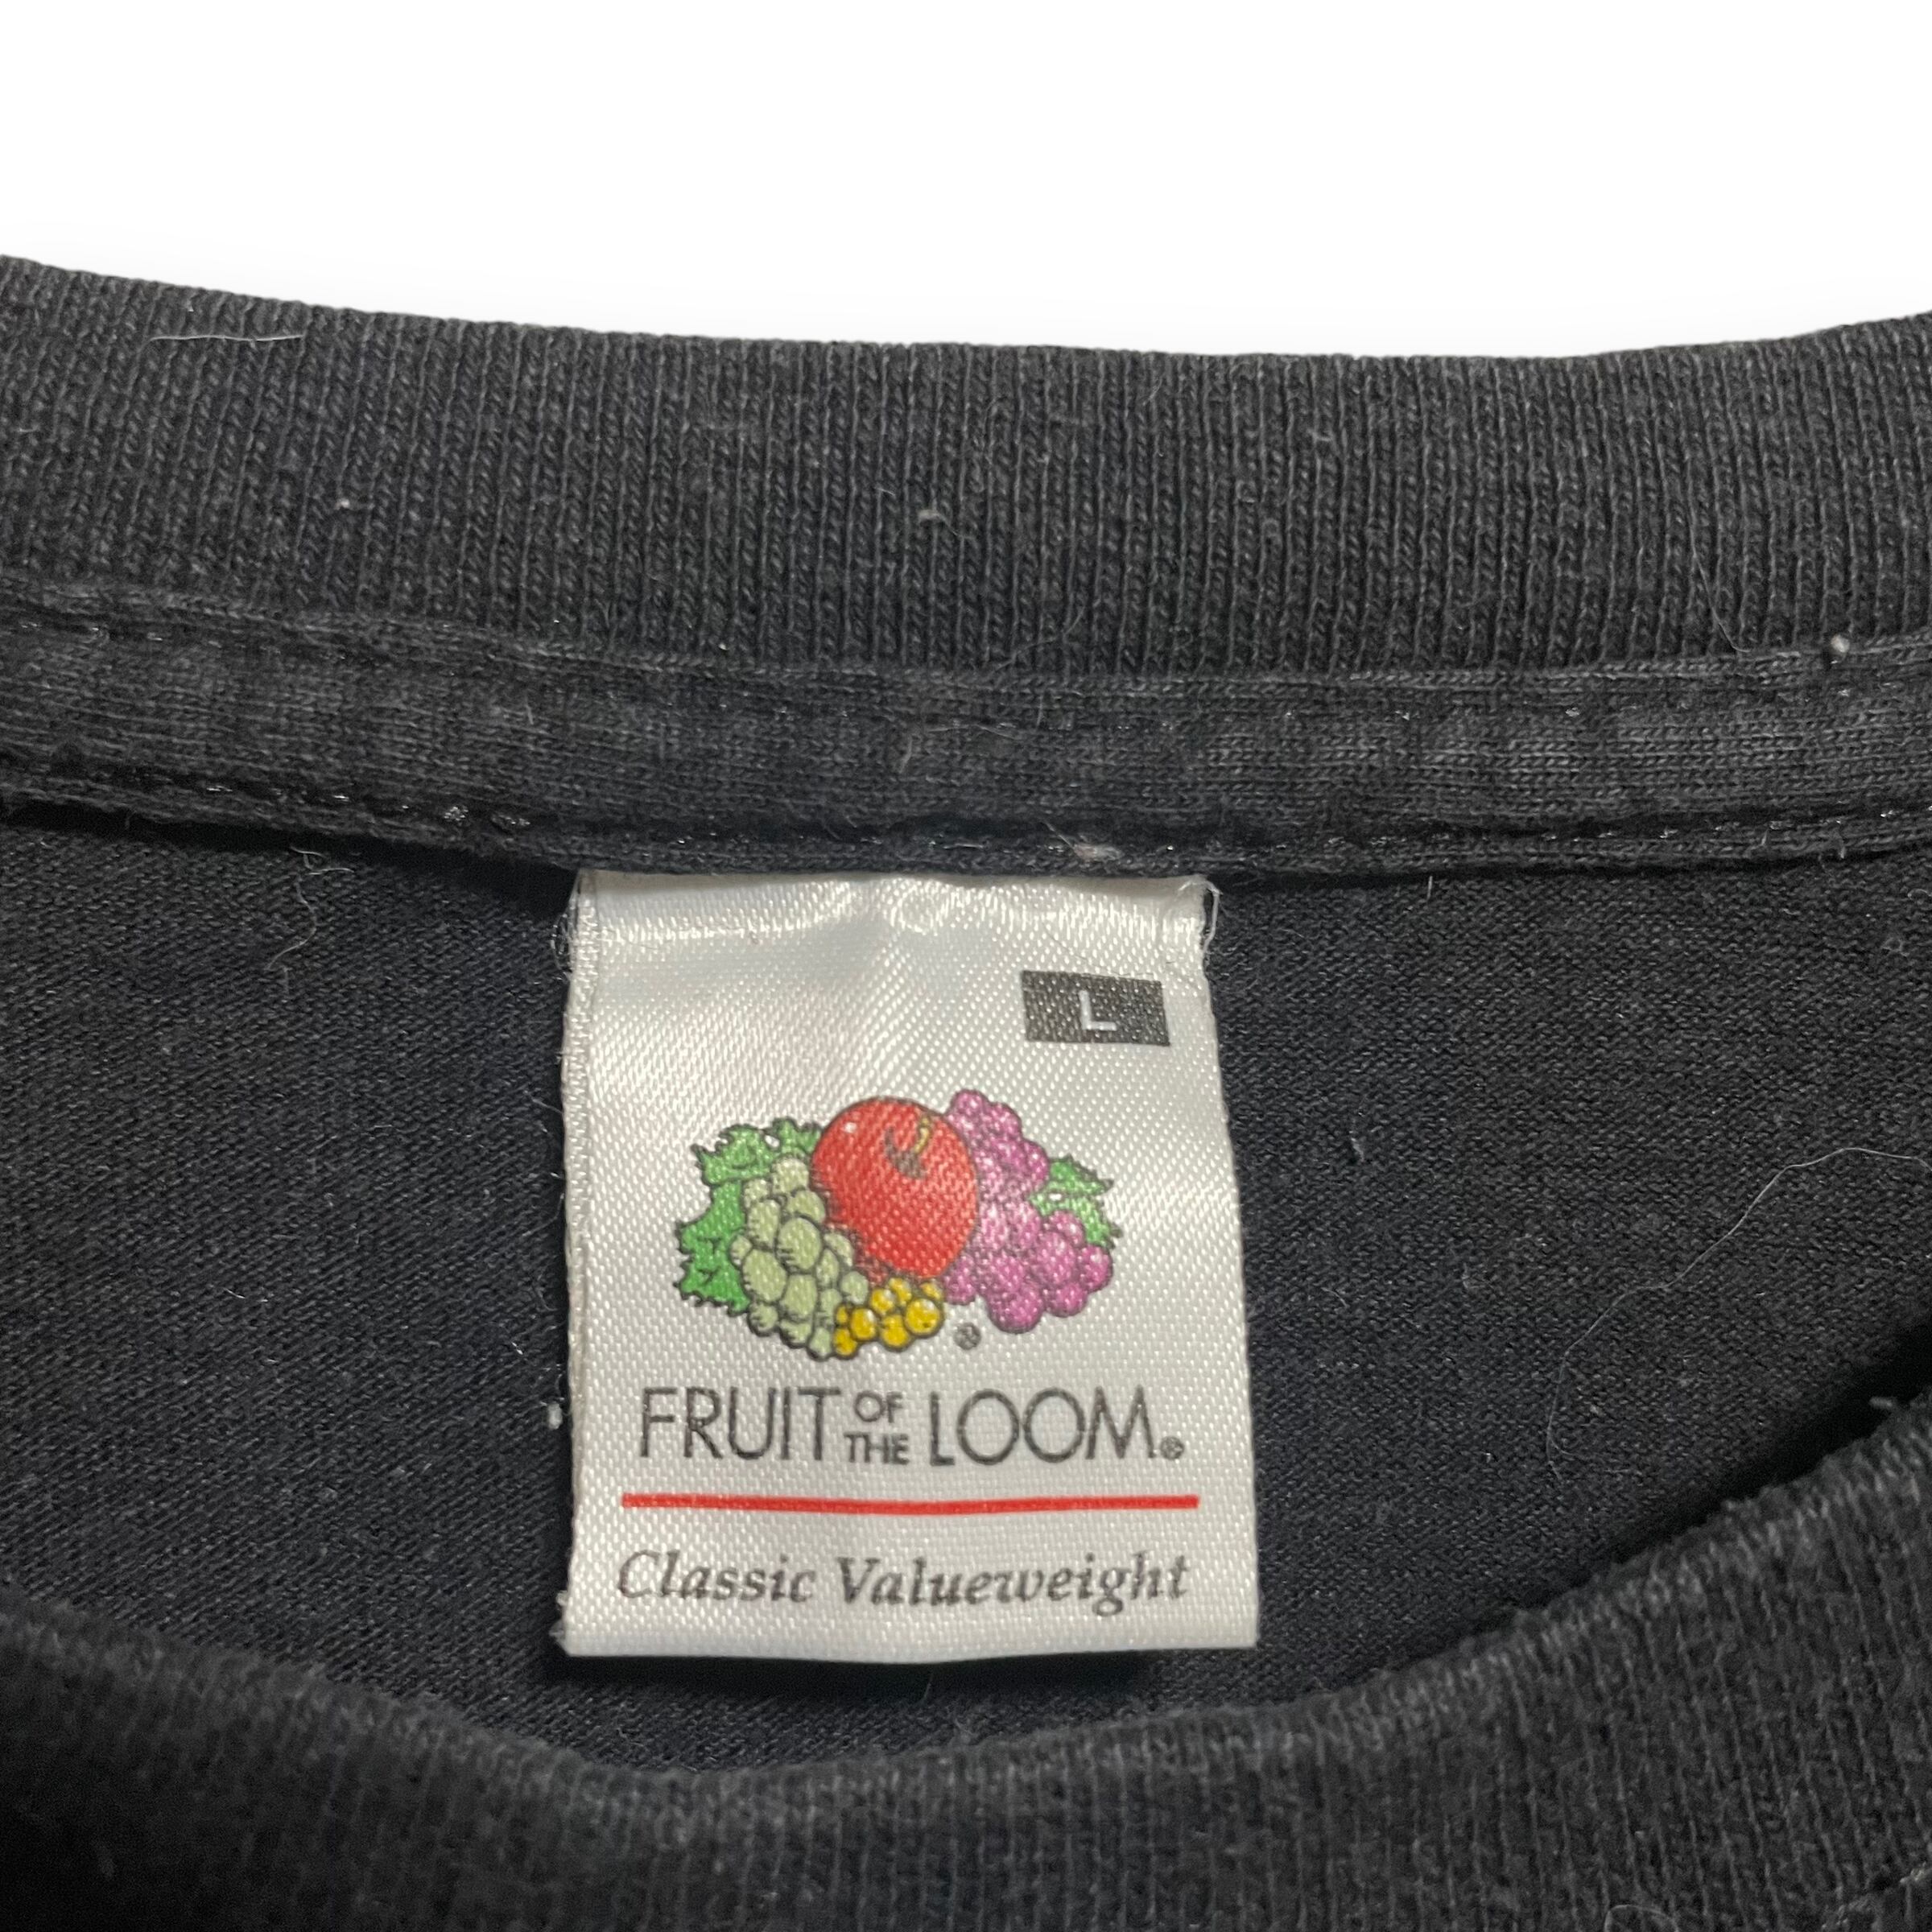 L
FRUIT OF THE LOOM®
Classic Valueweight